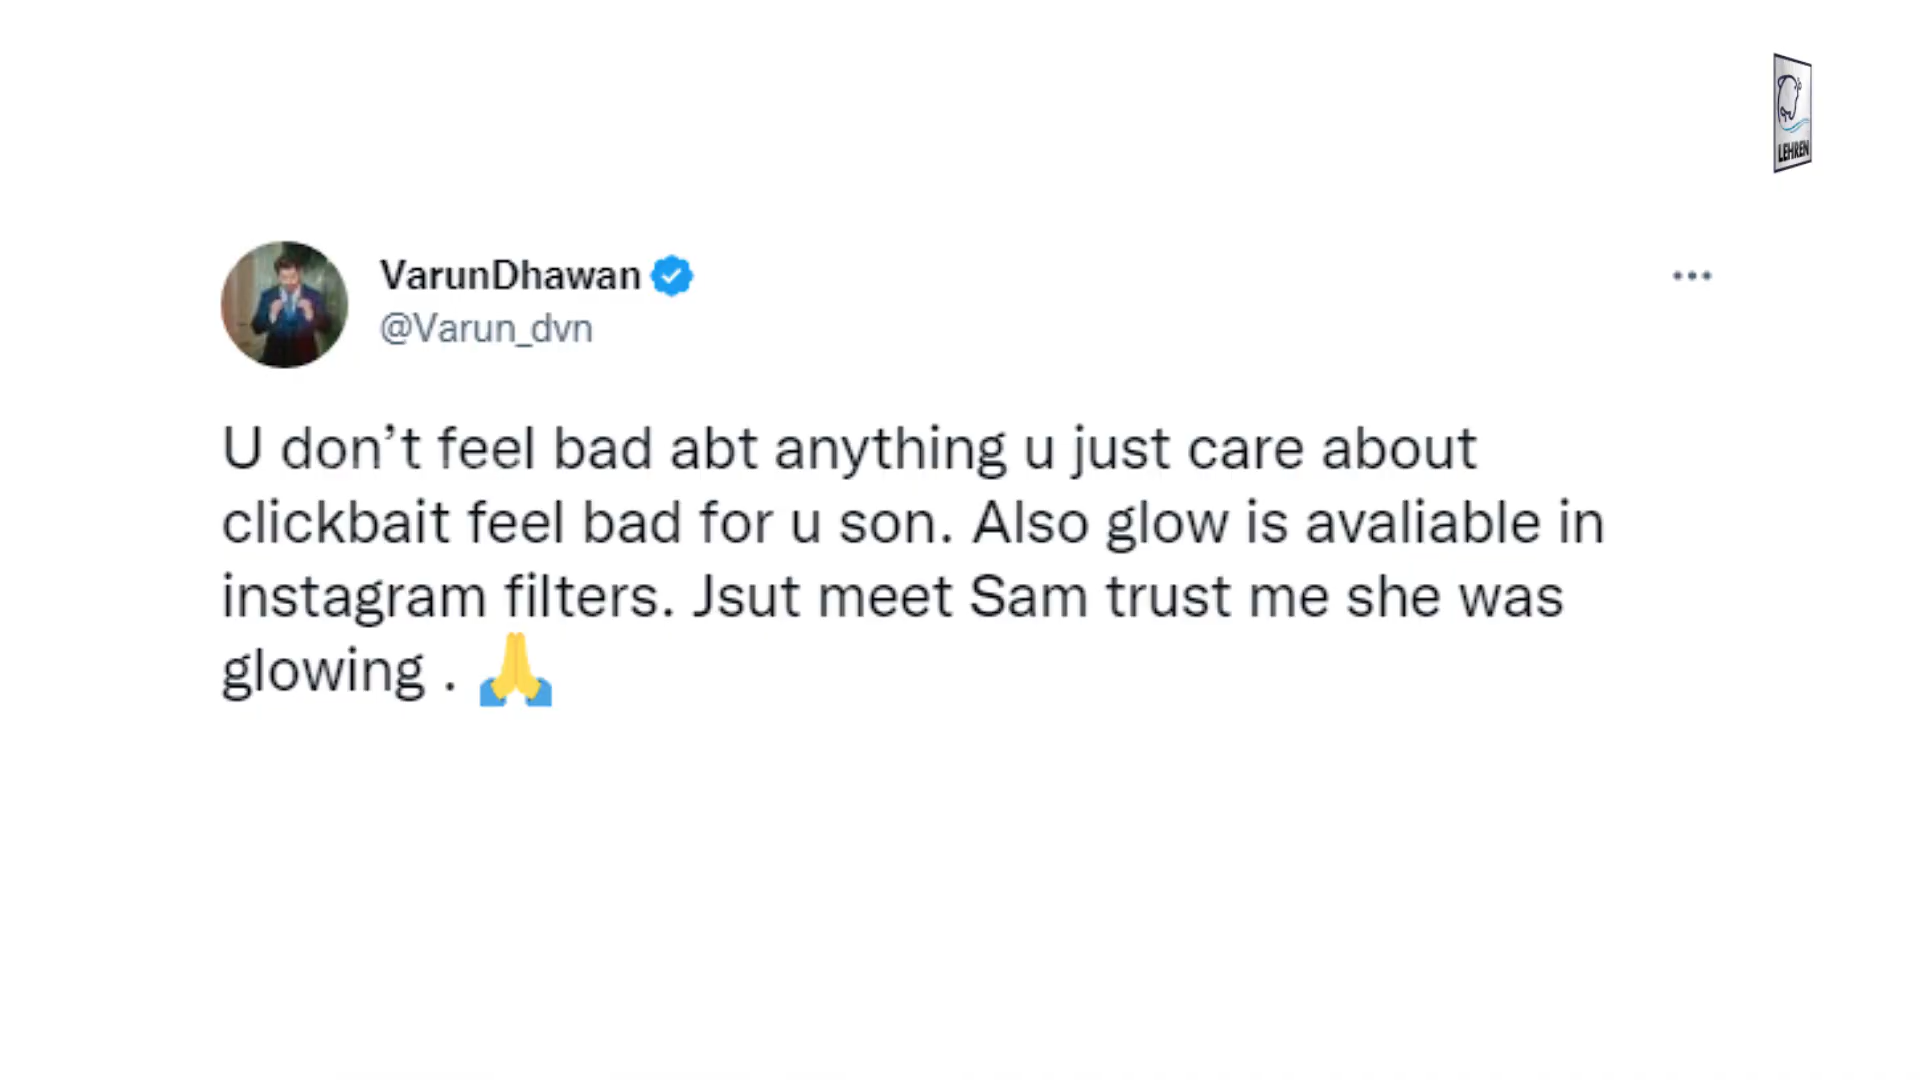 LEHREN
VarunDhawan
@Varun_dvn
U don’t feel bad abt anything u just care about
clickbait feel bad for u son. Also glow is avaliable in
instagram filters. Jsut meet Sam trust me she was
glowing . 🙏